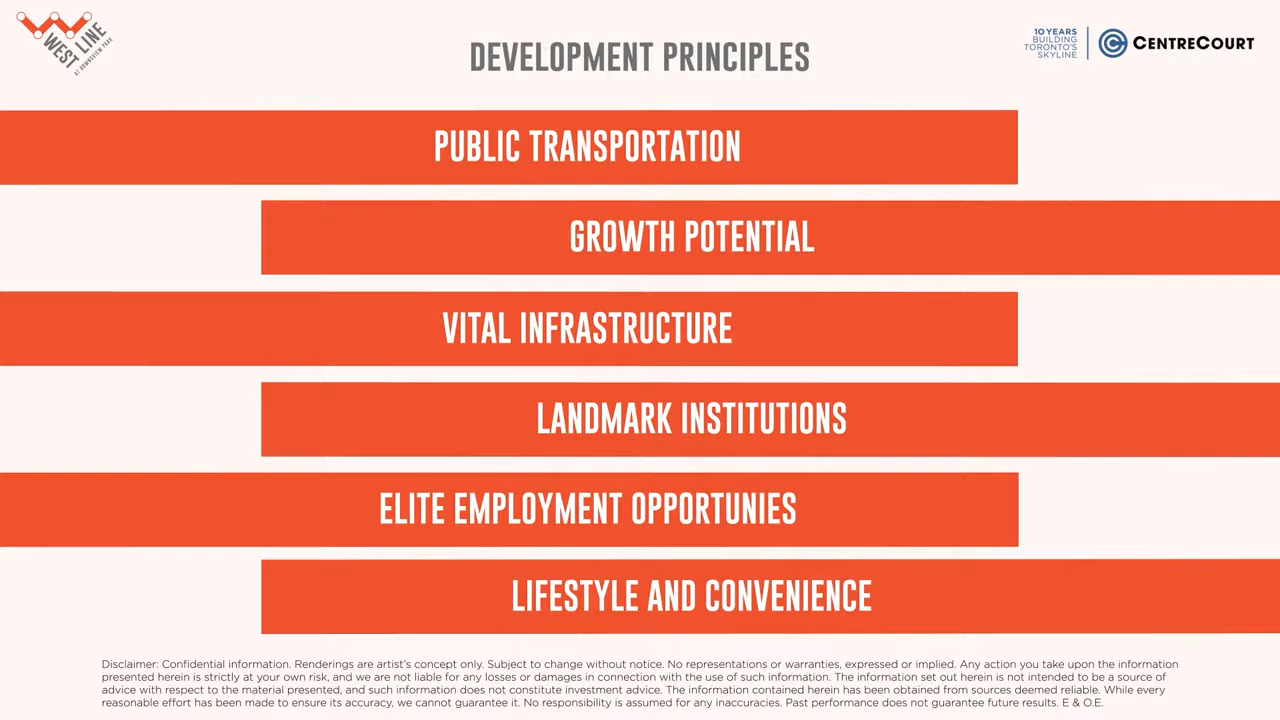 WEST LINE
AT DOWNSVIEW PARK
DEVELOPMENT PRINCIPLES
10 YEARS
BUILDING
TORONTO'S
SKYLINE
CENTRECOURT
PUBLIC TRANSPORTATION
GROWTH POTENTIAL
VITAL INFRASTRUCTURE
LANDMARK INSTITUTIONS
ELITE EMPLOYMENT OPPORTUNIES
LIFESTYLE AND CONVENIENCE
Disclaimer: Confidential information. Renderings are artist's concept only. Subject to change without notice. No representations or warranties, expressed or implied. Any action you take upon the information
presented herein is strictly at your own risk, and we are not liable for any losses or damages in connection with the use of such information. The information set out herein is not intended to be a source of
advice with respect to the material presented, and such information does not constitute investment advice. The information contained herein has been obtained from sources deemed reliable. While every
reasonable effort has been made to ensure its accuracy, we cannot guarantee it. No responsibility is assumed for any inaccuracies. Past performance does not guarantee future results. E & O.E.